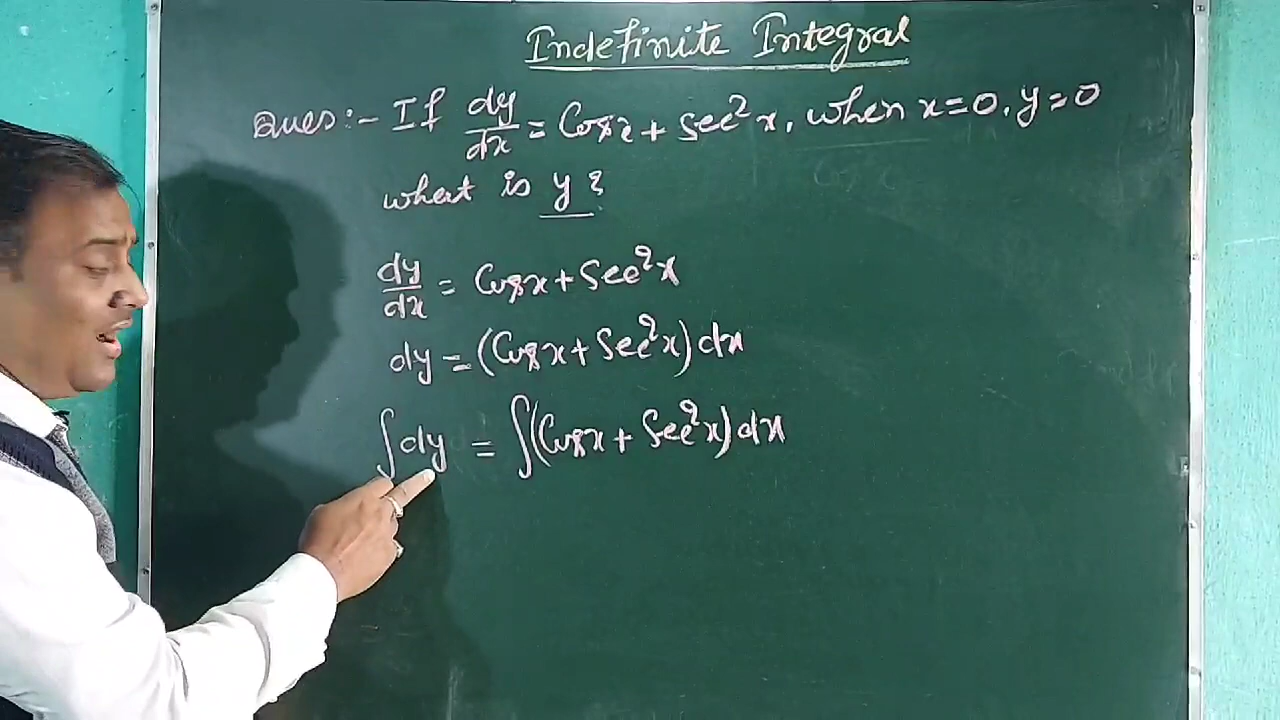 Indefinite Integral
Ques:- If dy/dx = Cosx + Sec²x, when x=0, y=0
what is y?
dy/dx = Cosx + Sec²x
dy = (Cosx + Sec²x) dx
∫dy = ∫(Cosx + Sec²x) dx